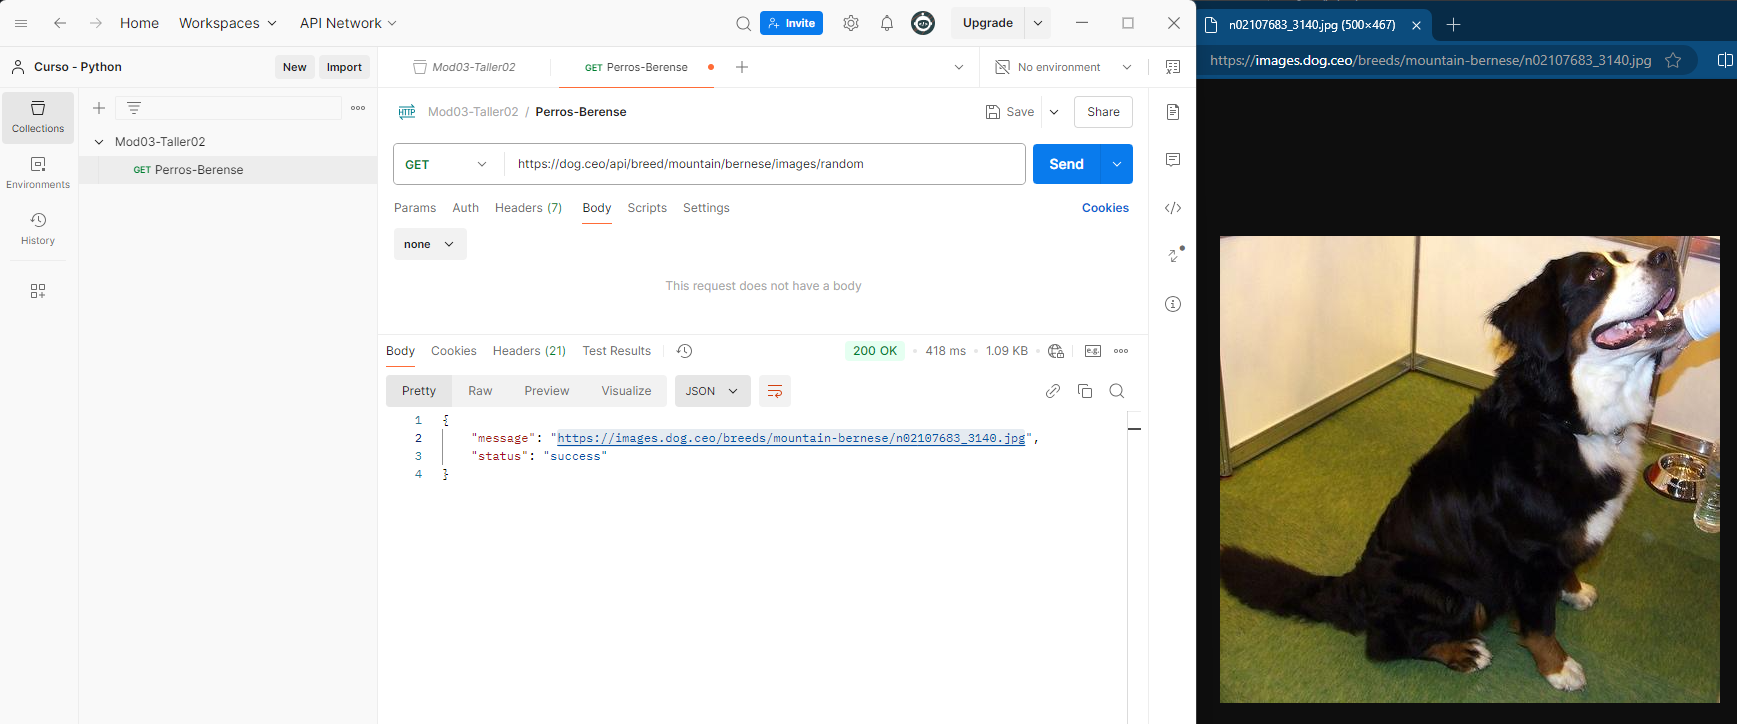 Home Workspaces API Network Invite Upgrade
Curso - Python New Import
Mod03-Taller02 GET Perros-Berense No environment
Collections
Environments
History
Mod03-Taller02
GET Perros-Berense
HTTP Mod03-Taller02 / Perros-Berense Save Share
GET https://dog.ceo/api/breed/mountain/bernese/images/random Send
Params Auth Headers (7) Body Scripts Settings Cookies
none
This request does not have a body
Body Cookies Headers (21) Test Results 200 OK 418 ms 1.09 KB e.g.
Pretty Raw Preview Visualize JSON
1 {
2 "message": "https://images.dog.ceo/breeds/mountain-bernese/n02107683_3140.jpg",
3 "status": "success"
4 }
n02107683_3140.jpg (500×467)
https://images.dog.ceo/breeds/mountain-bernese/n02107683_3140.jpg